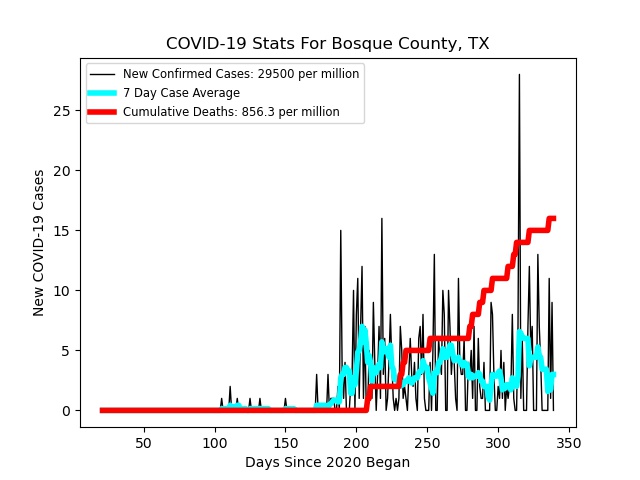 COVID-19 Stats For Bosque County, TX
New Confirmed Cases: 29500 per million
7 Day Case Average
Cumulative Deaths: 856.3 per million
New COVID-19 Cases
25
20
15
10
5
0
50 100 150 200 250 300 350
Days Since 2020 Began